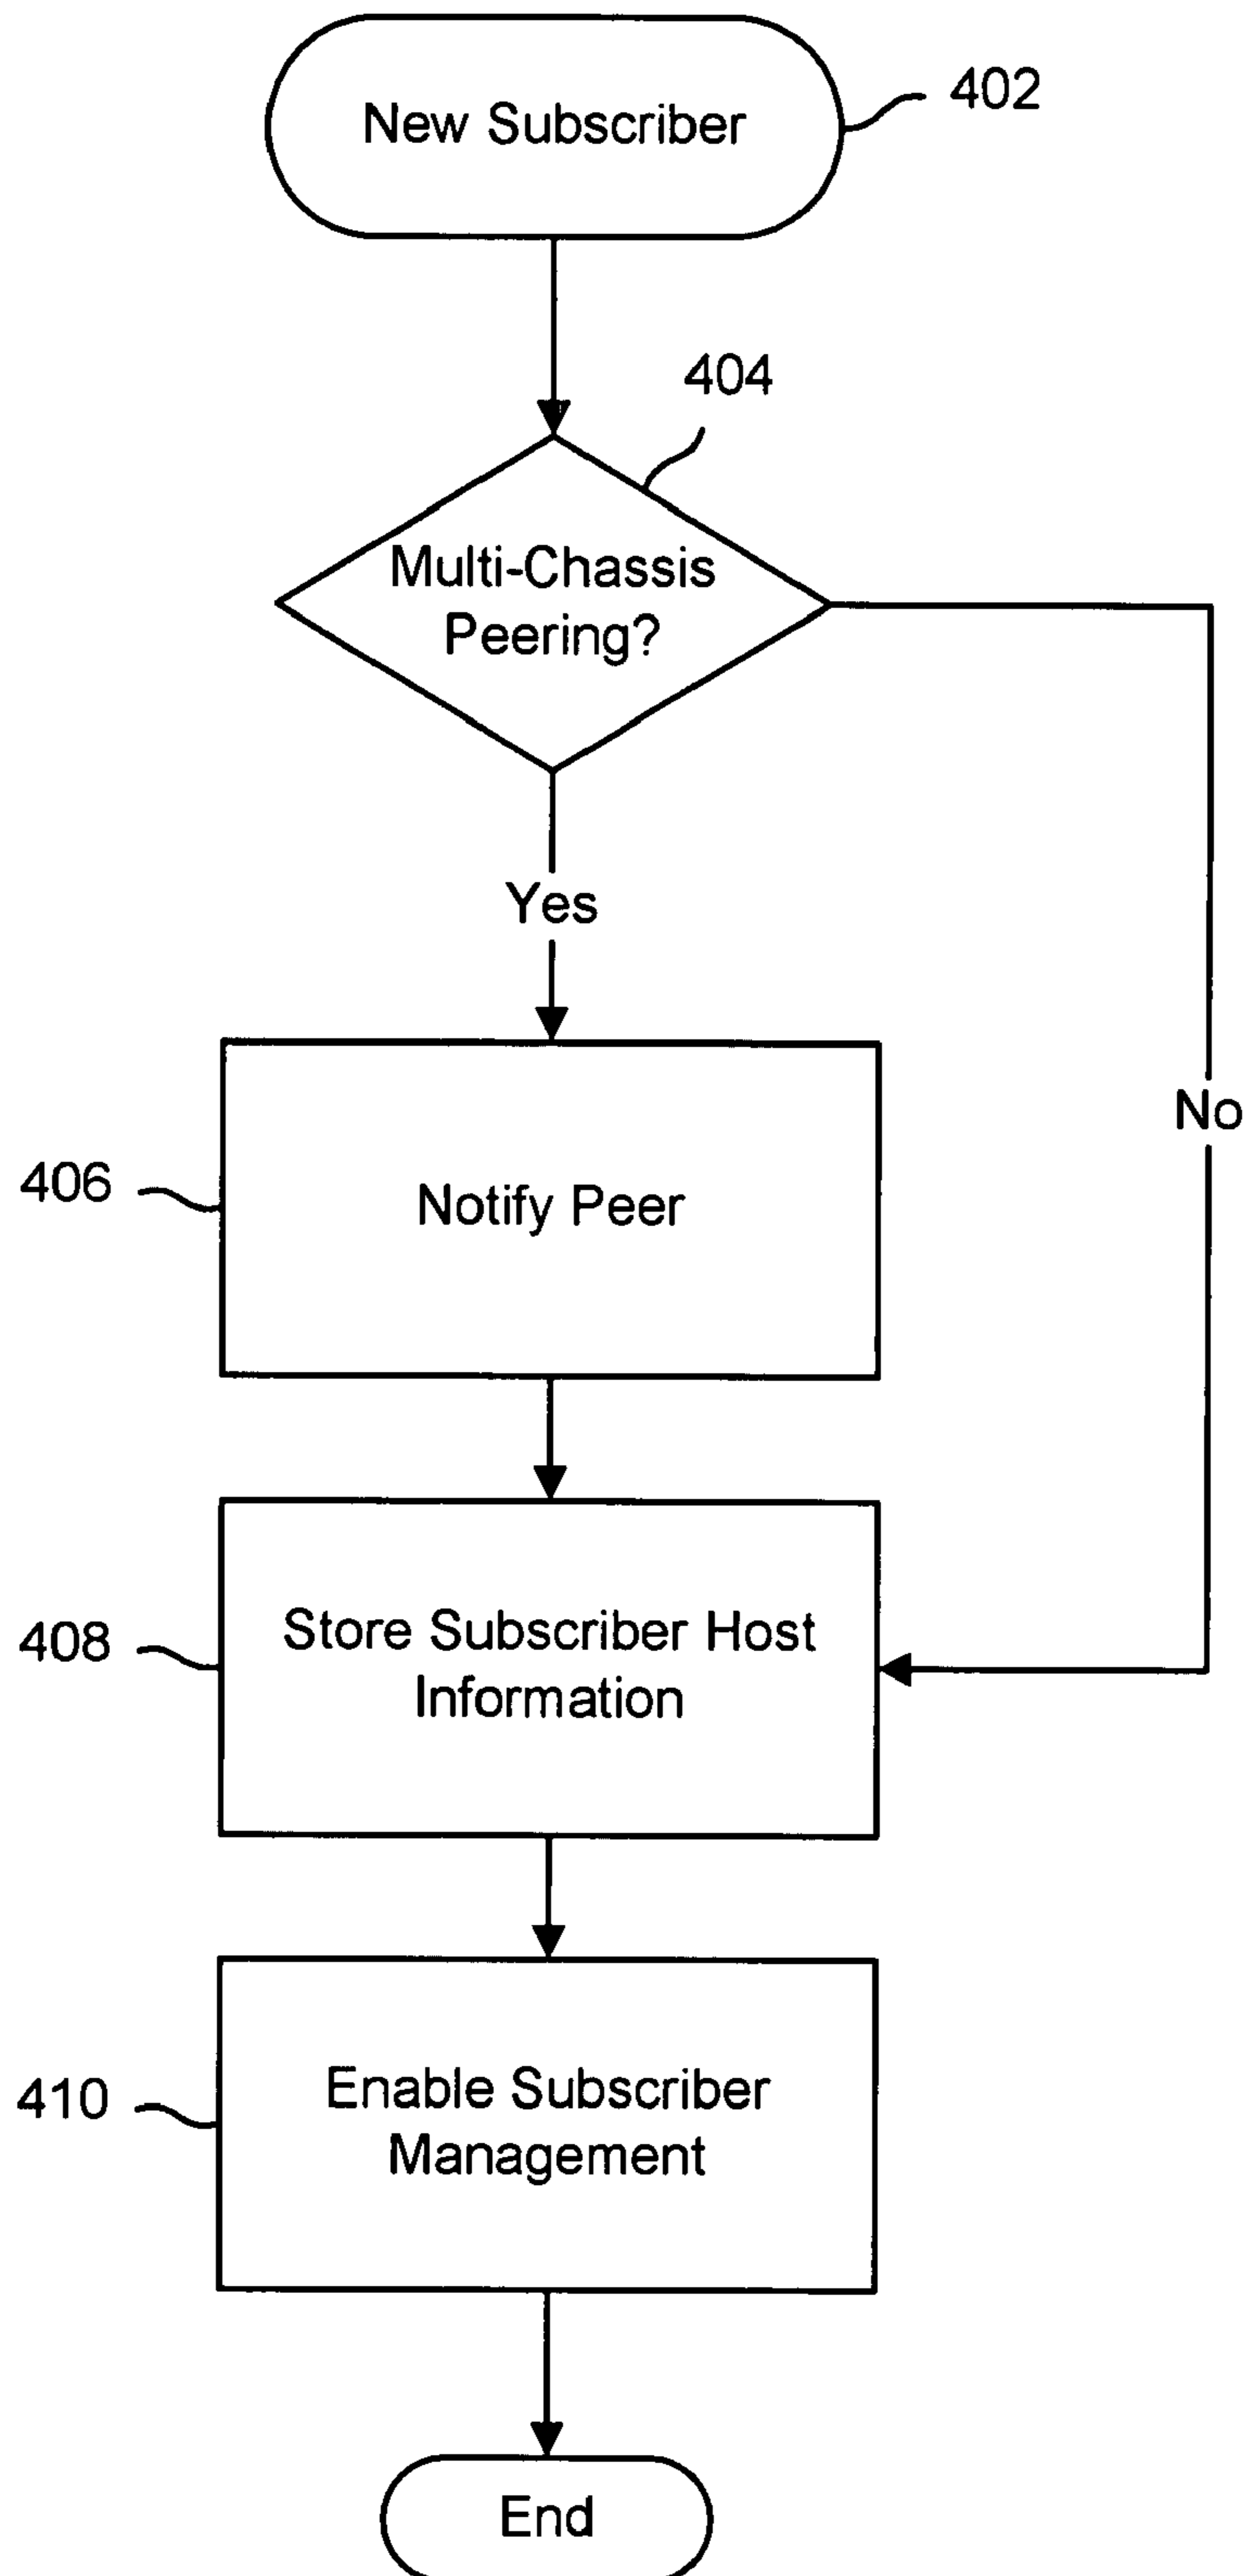 New Subscriber
402
404
Multi-Chassis
Peering?
Yes
No
406
Notify Peer
408
Store Subscriber Host
Information
410
Enable Subscriber
Management
End